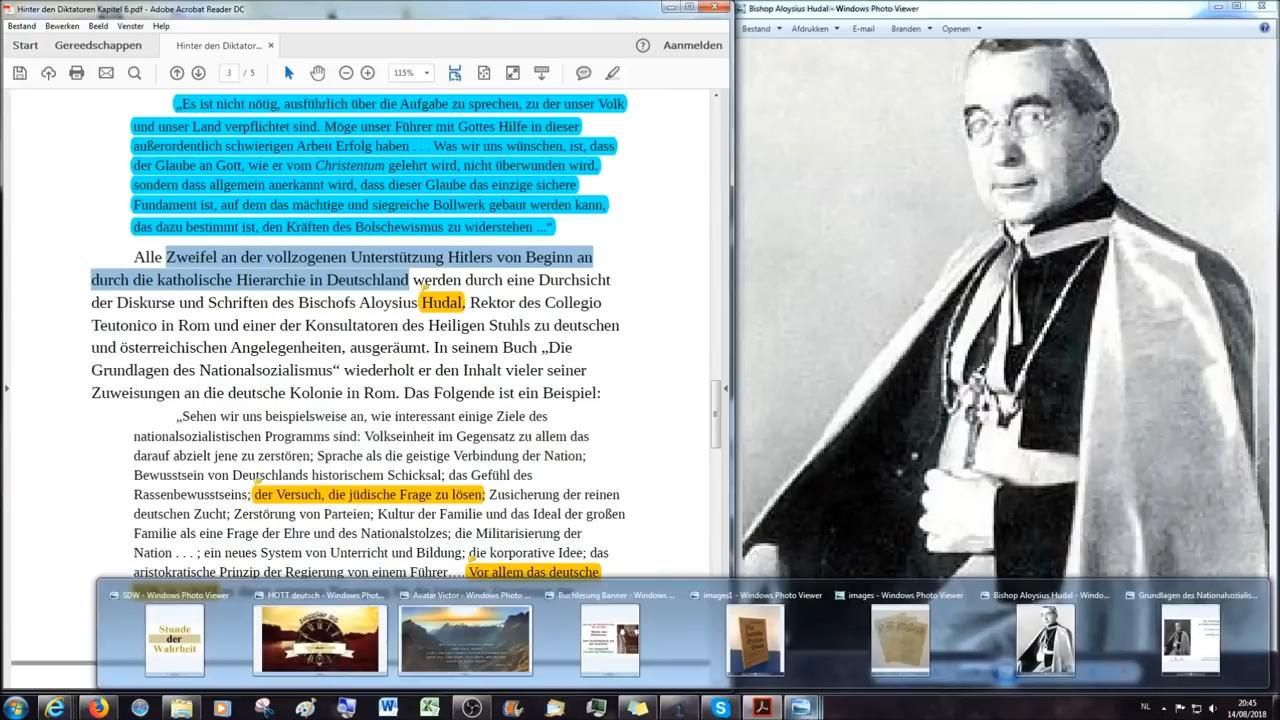 Hinter den Diktatoren Kapitel 6.pdf - Adobe Acrobat Reader DC
Bestand Bewerken Beeld Venster Help
Start Gereedschappen Hinter den Diktator... × Aanmelden
3 / 5 115%
„Es ist nicht nötig, ausführlich über die Aufgabe zu sprechen, zu der unser Volk
und unser Land verpflichtet sind. Möge unser Führer mit Gottes Hilfe in dieser
außerordentlich schwierigen Arbeit Erfolg haben . . . Was wir uns wünschen, ist, dass
der Glaube an Gott, wie er vom Christentum gelehrt wird, nicht überwunden wird,
sondern dass allgemein anerkannt wird, dass dieser Glaube das einzige sichere
Fundament ist, auf dem das mächtige und siegreiche Bollwerk gebaut werden kann,
das dazu bestimmt ist, den Kräften des Bolschewismus zu widerstehen ...“
Alle Zweifel an der vollzogenen Unterstützung Hitlers von Beginn an
durch die katholische Hierarchie in Deutschland werden durch eine Durchsicht
der Diskurse und Schriften des Bischofs Aloysius Hudal, Rektor des Collegio
Teutonico in Rom und einer der Konsultatoren des Heiligen Stuhls zu deutschen
und österreichischen Angelegenheiten, ausgeräumt. In seinem Buch „Die
Grundlagen des Nationalsozialismus“ wiederholt er den Inhalt vieler seiner
Zuweisungen an die deutsche Kolonie in Rom. Das Folgende ist ein Beispiel:
„Sehen wir uns beispielsweise an, wie interessant einige Ziele des
nationalsozialistischen Programms sind: Volkseinheit im Gegensatz zu allem das
darauf abzielt jene zu zerstören; Sprache als die geistige Verbindung der Nation;
Bewusstsein von Deutschlands historischem Schicksal; das Gefühl des
Rassenbewusstseins; der Versuch, die jüdische Frage zu lösen; Zusicherung der reinen
deutschen Zucht; Zerstörung von Parteien; Kultur der Familie und das Ideal der großen
Familie als eine Frage der Ehre und des Nationalstolzes; die Militarisierung der
Nation . . . ; ein neues System von Unterricht und Bildung; die korporative Idee; das
aristokratische Prinzip der Regierung von einem Führer…. Vor allem das deutsche
Bishop Aloysius Hudal - Windows Photo Viewer
Bestand Afdrukken E-mail Branden Openen
SDW - Windows Photo Viewer
HOTT deutsch - Windows Phot...
Avatar Victor - Windows Photo ...
Buchlesung Banner - Windows ...
images1 - Windows Photo Viewer
images - Windows Photo Viewer
Bishop Aloysius Hudal - Windo...
Grundlagen des Nationalsozialis...
Stunde
der
Wahrheit
NL 20:45
14/08/2018